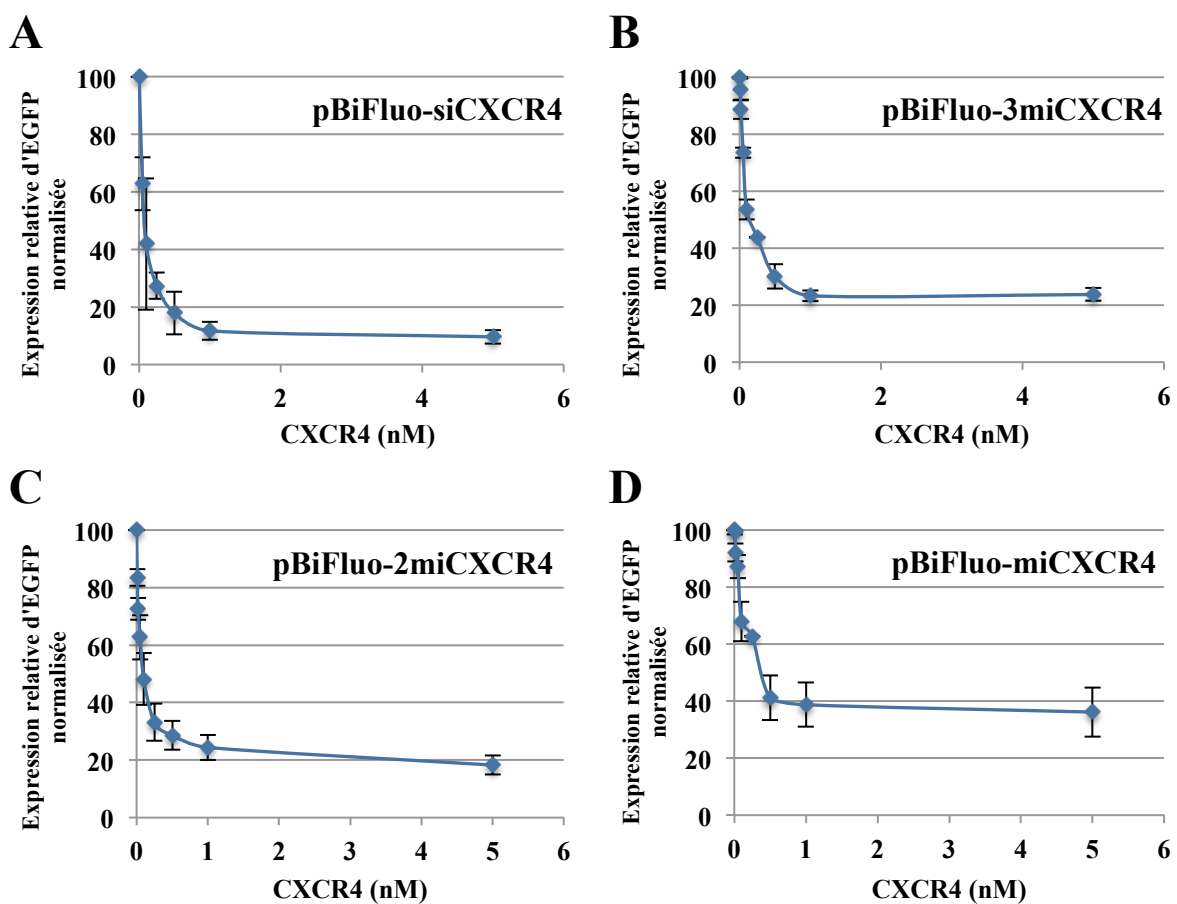 A
pBiFluo-siCXCR4
Expression relative d'EGFP
normalisée
100
80
60
40
20
0
0 2 4 6
CXCR4 (nM)
B
pBiFluo-3miCXCR4
Expression relative d'EGFP
normalisée
100
80
60
40
20
0
0 2 4 6
CXCR4 (nM)
C
pBiFluo-2miCXCR4
Expression relative d'EGFP
normalisée
100
80
60
40
20
0
0 1 2 3 4 5 6
CXCR4 (nM)
D
pBiFluo-miCXCR4
Expression relative d'EGFP
normalisée
100
80
60
40
20
0
0 1 2 3 4 5 6
CXCR4 (nM)